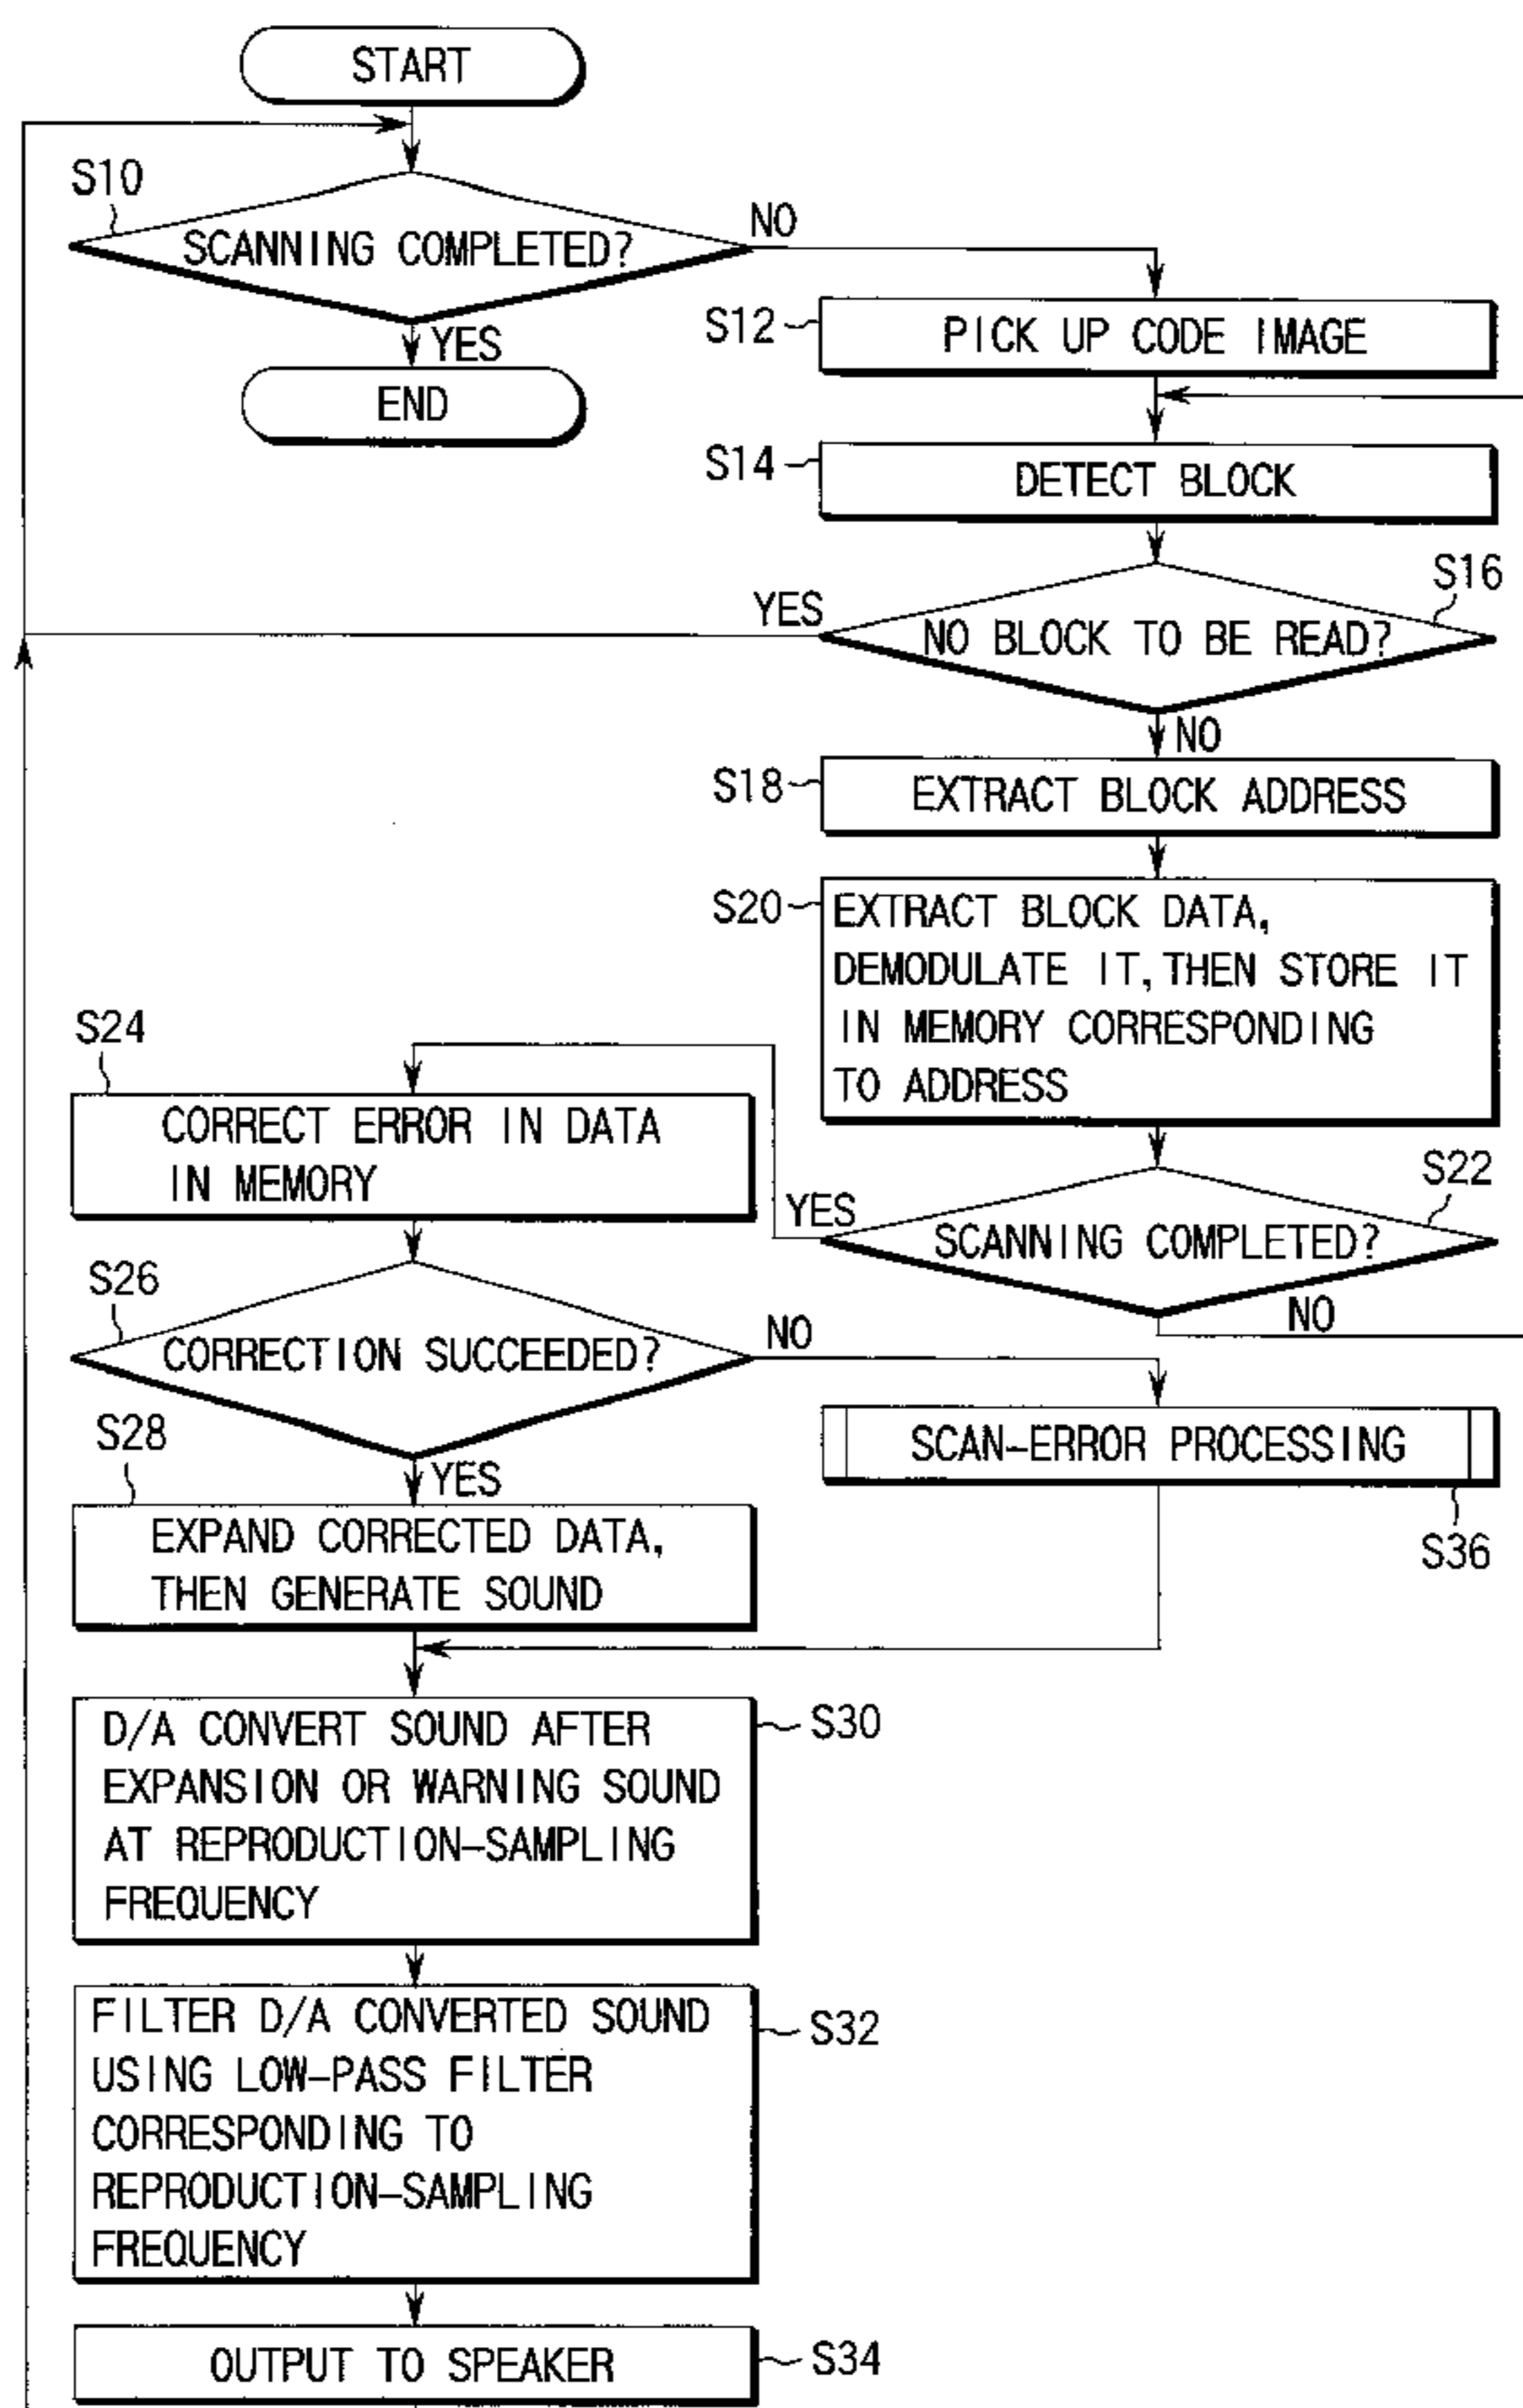 START
S10
SCANNING COMPLETED?
NO
YES
END
S12
PICK UP CODE IMAGE
S14
DETECT BLOCK
S16
YES
NO BLOCK TO BE READ?
NO
S18
EXTRACT BLOCK ADDRESS
S20
EXTRACT BLOCK DATA,
DEMODULATE IT, THEN STORE IT
IN MEMORY CORRESPONDING
TO ADDRESS
S22
YES
SCANNING COMPLETED?
NO
S24
CORRECT ERROR IN DATA
IN MEMORY
S26
CORRECTION SUCCEEDED?
NO
YES
SCAN-ERROR PROCESSING
S36
S28
EXPAND CORRECTED DATA,
THEN GENERATE SOUND
D/A CONVERT SOUND AFTER
EXPANSION OR WARNING SOUND
AT REPRODUCTION-SAMPLING
FREQUENCY
S30
FILTER D/A CONVERTED SOUND
USING LOW-PASS FILTER
CORRESPONDING TO
REPRODUCTION-SAMPLING
FREQUENCY
S32
OUTPUT TO SPEAKER
S34